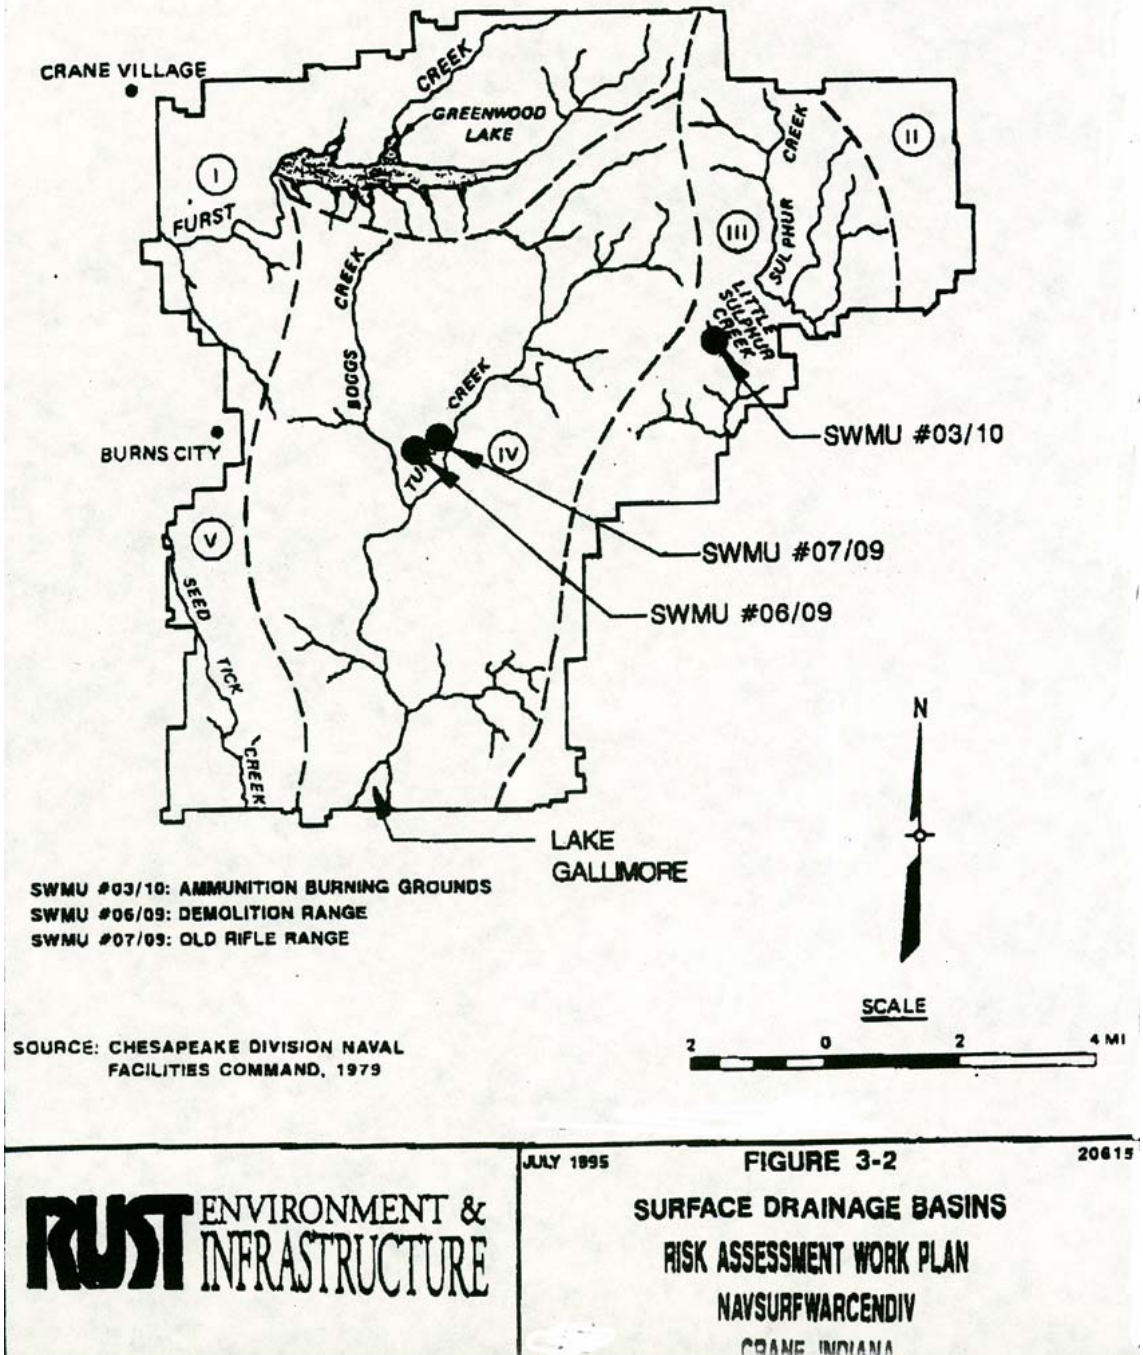 CRANE VILLAGE
CREEK
GREENWOOD
LAKE
I
FURST
CREEK
II
III
SULPHUR
CREEK
BOGGS
LITTLE
SULPHUR
CREEK
CREEK
SWMU #03/10
BURNS CITY
IV
SWMU #07/09
V
SWMU #06/09
SEED
TICK
CREEK
N
LAKE
GALLIMORE
SWMU #03/10: AMMUNITION BURNING GROUNDS
SWMU #06/09: DEMOLITION RANGE
SWMU #07/09: OLD RIFLE RANGE
SCALE
2 0 2 4 MI
SOURCE: CHESAPEAKE DIVISION NAVAL
FACILITIES COMMAND, 1979
JULY 1995
FIGURE 3-2
20615
RUST ENVIRONMENT &
INFRASTRUCTURE
SURFACE DRAINAGE BASINS
RISK ASSESSMENT WORK PLAN
NAVSURFWARCENDIV
CRANE, INDIANA